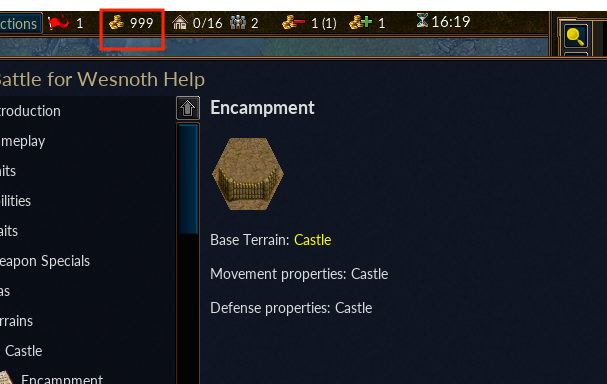 ctions 1 999 0/16 2 1 (1) 1 16:19
attle for Wesnoth Help
troduction
meplay
its
ilities
aits
eapon Specials
as
rrains
Castle
Encampment
Encampment
Base Terrain: Castle
Movement properties: Castle
Defense properties: Castle